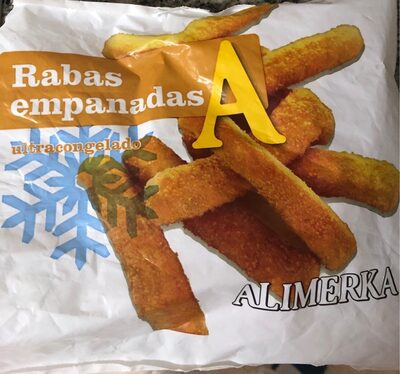 Rabas
empanadas
A
ultracongelado
ALIMERKA